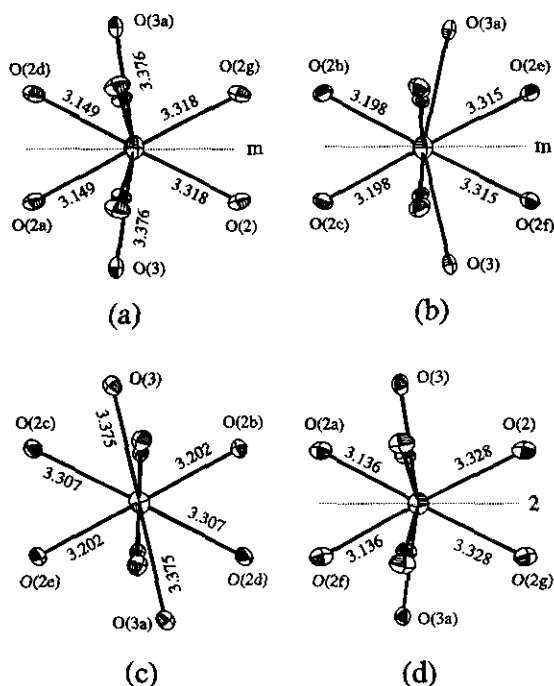 O(3a)
O(3a)
3.376
O(2d)
O(2g)
O(2h)
O(2e)
3.149
3.318
3.198
3.315
m
m
3.149
3.318
3.198
3.315
O(2a)
3.376
O(2)
O(2c)
O(2f)
O(3)
O(3)
(a)
(b)
O(3)
O(3)
3.375
O(2c)
O(2b)
O(2a)
O(2)
3.202
3.136
3.328
3.307
3.307
2
3.202
3.136
3.328
O(2e)
3.375
O(2d)
O(2f)
O(2g)
O(3a)
O(3a)
(c)
(d)